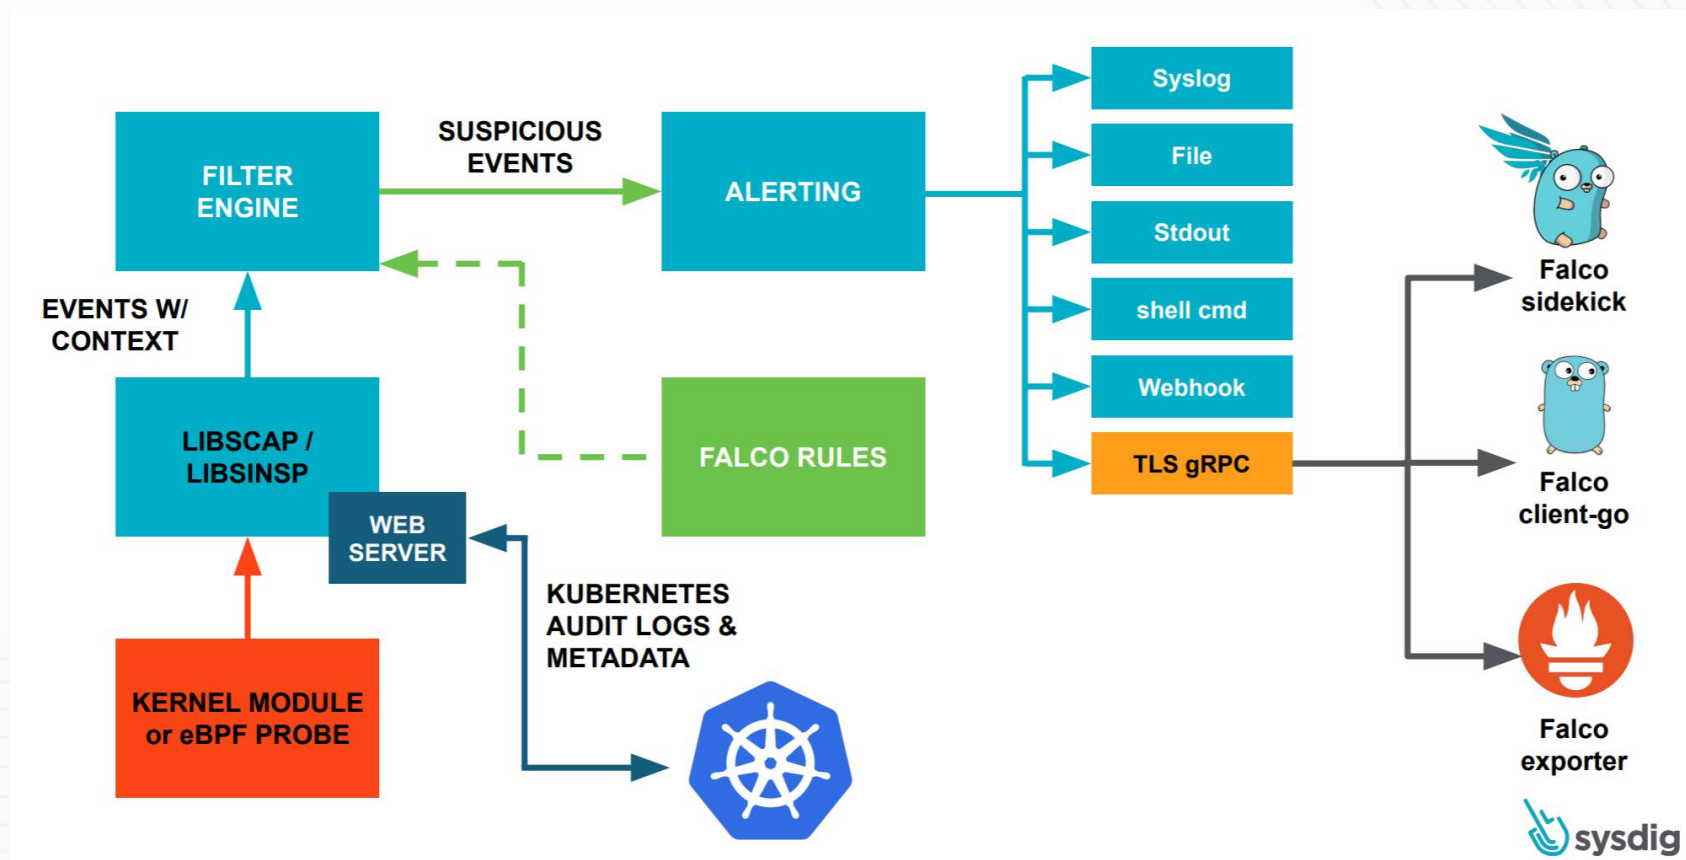 FILTER
ENGINE
SUSPICIOUS
EVENTS
ALERTING
Syslog
File
Stdout
shell cmd
Webhook
TLS gRPC
EVENTS W/
CONTEXT
LIBSCAP /
LIBSINSP
WEB
SERVER
FALCO RULES
KERNEL MODULE
or eBPF PROBE
KUBERNETES
AUDIT LOGS &
METADATA
Falco
sidekick
Falco
client-go
Falco
exporter
sysdig